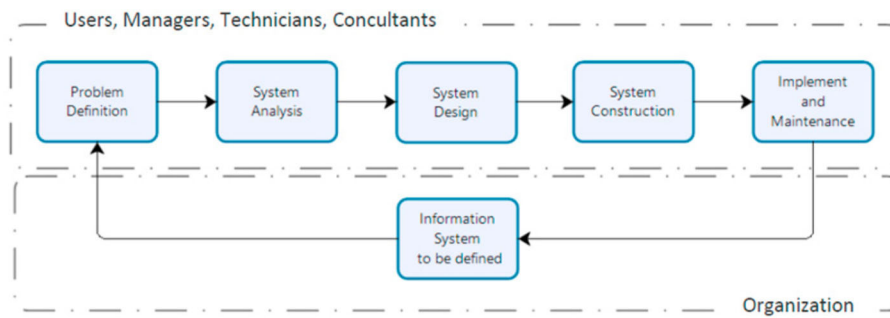 Users, Managers, Technicians, Concultants
Problem
Definition
System
Analysis
System
Design
System
Construction
Implement
and
Maintenance
Information
System
to be defined
Organization